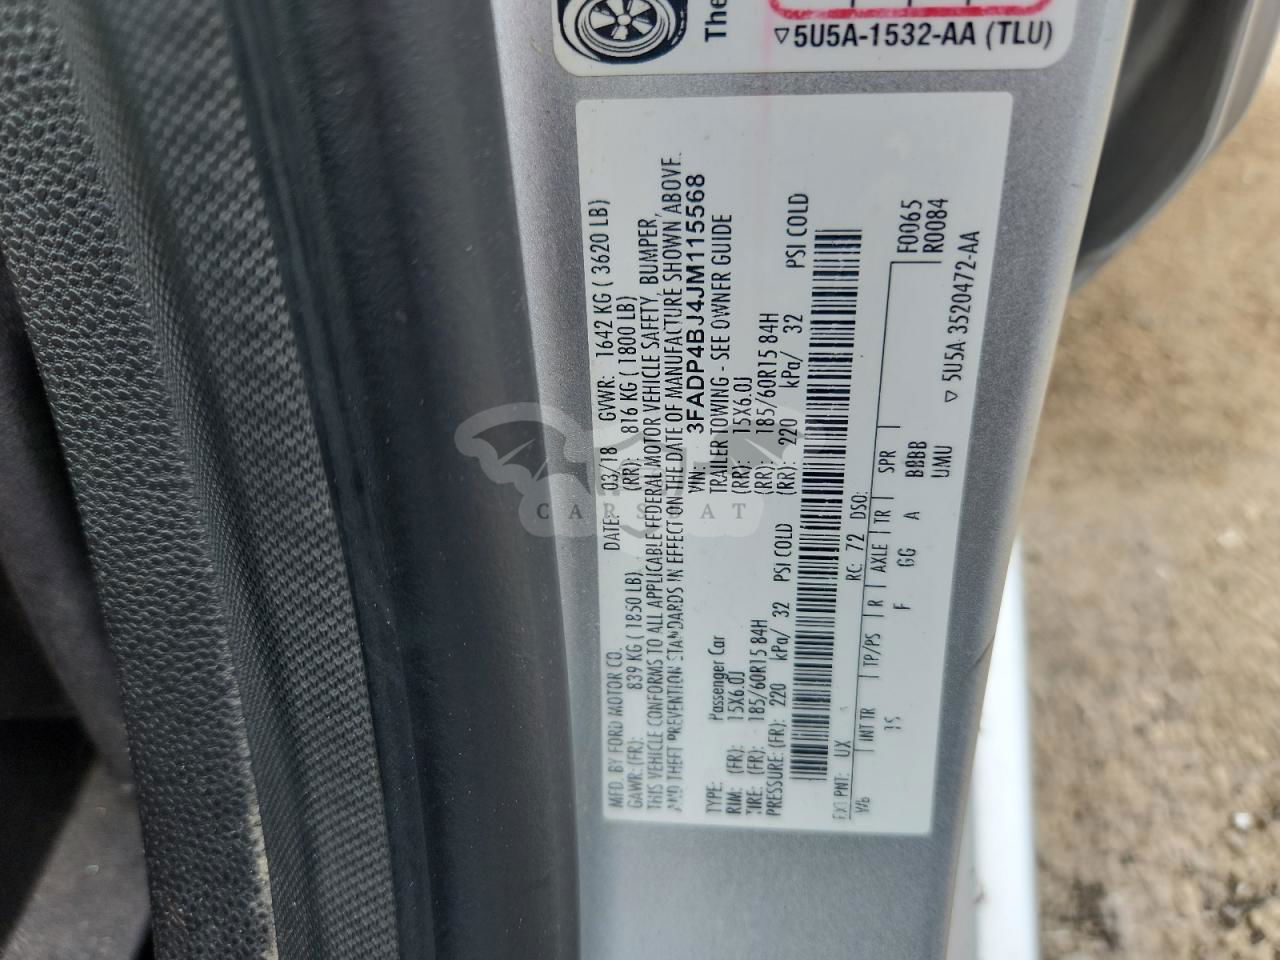 The
▽5U5A-1532-AA (TLU)
MFD. BY FORD MOTOR CO. DATE: 03/18 GVWR: 1642 KG ( 3620 LB)
GAWR: (FR): 839 KG ( 1850 LB) (RR): 816 KG ( 1800 LB)
THIS VEHICLE CONFORMS TO ALL APPLICABLE FEDERAL MOTOR VEHICLE SAFETY, BUMPER,
AND THEFT PREVENTION STANDARDS IN EFFECT ON THE DATE OF MANUFACTURE SHOWN ABOVE.
VIN: 3FADP4BJ4JM115568
TYPE: Passenger Car TRAILER TOWING - SEE OWNER GUIDE
RIM: (FR): 15X6.0J (RR): 15X6.0J
TIRE: (FR): 185/60R15 84H (RR): 185/60R15 84H
PRESSURE: (FR): 220 kPa/ 32 PSI COLD (RR): 220 kPa/ 32 PSI COLD
EXT PNT: UX RC: 72 DSO:
WB INT TR TP/PS R AXLE TR SPR F0065
R0084
1S F GG A BBBB
UMU
▽ 5U5A-3520472-AA